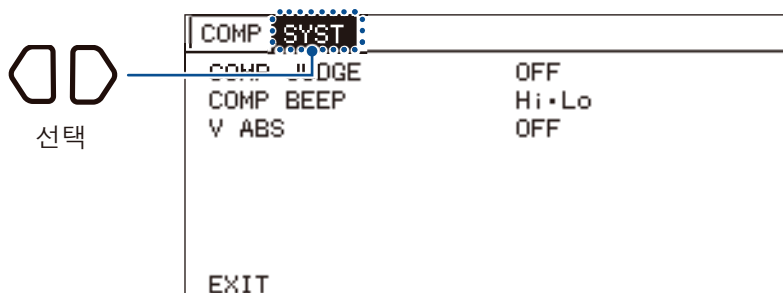 COMP SYST
COMP JUDGE OFF
COMP BEEP Hi・Lo
V ABS OFF
선택
EXIT